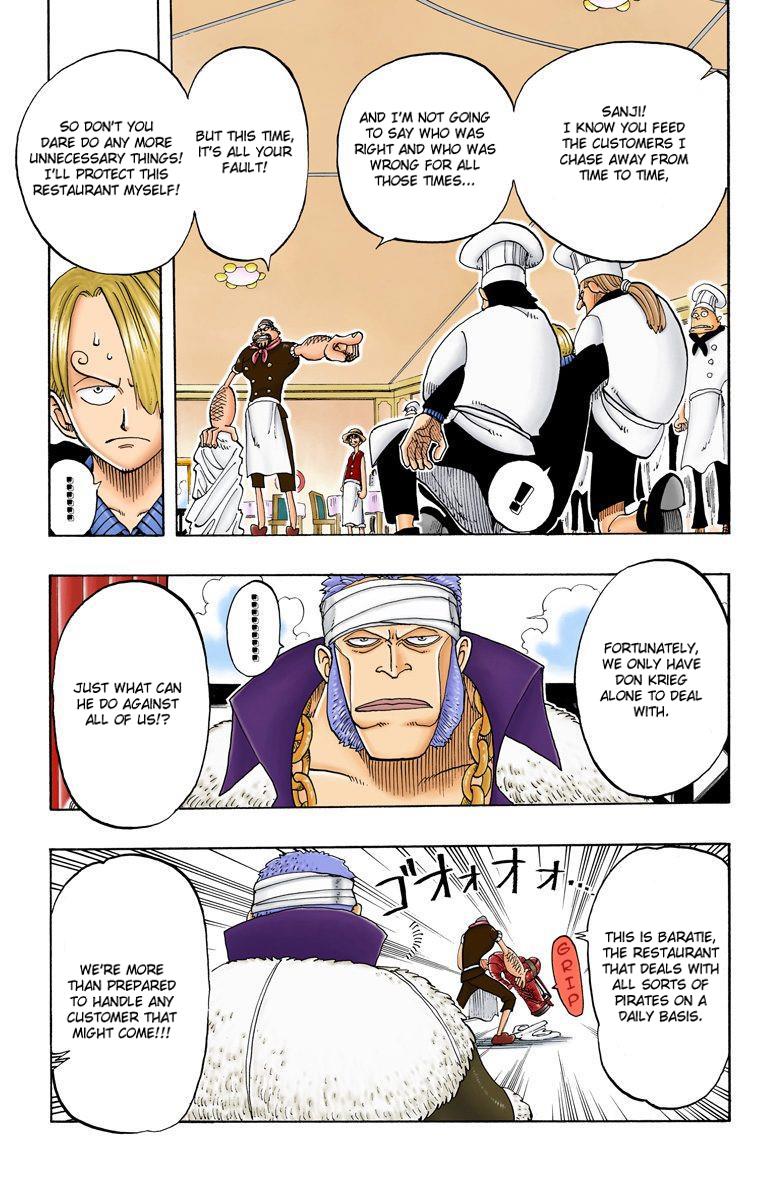 SANJI!
I KNOW YOU FEED
THE CUSTOMERS I
CHASE AWAY FROM
TIME TO TIME,
AND I'M NOT GOING
TO SAY WHO WAS
RIGHT AND WHO WAS
WRONG FOR ALL
THOSE TIMES...
BUT THIS TIME,
IT'S ALL YOUR
FAULT!
SO DON'T YOU
DARE DO ANY MORE
UNNECESSARY THINGS!
I'LL PROTECT THIS
RESTAURANT MYSELF!
!
.........
FORTUNATELY,
WE ONLY HAVE
DON KRIEG
ALONE TO DEAL
WITH.
.........
JUST WHAT CAN
HE DO AGAINST
ALL OF US!?
THIS IS BARATIE,
THE RESTAURANT
THAT DEALS WITH
ALL SORTS OF
PIRATES ON A
DAILY BASIS.
GRIP
ゴオォオォ...
WE'RE MORE
THAN PREPARED
TO HANDLE ANY
CUSTOMER THAT
MIGHT COME!!!